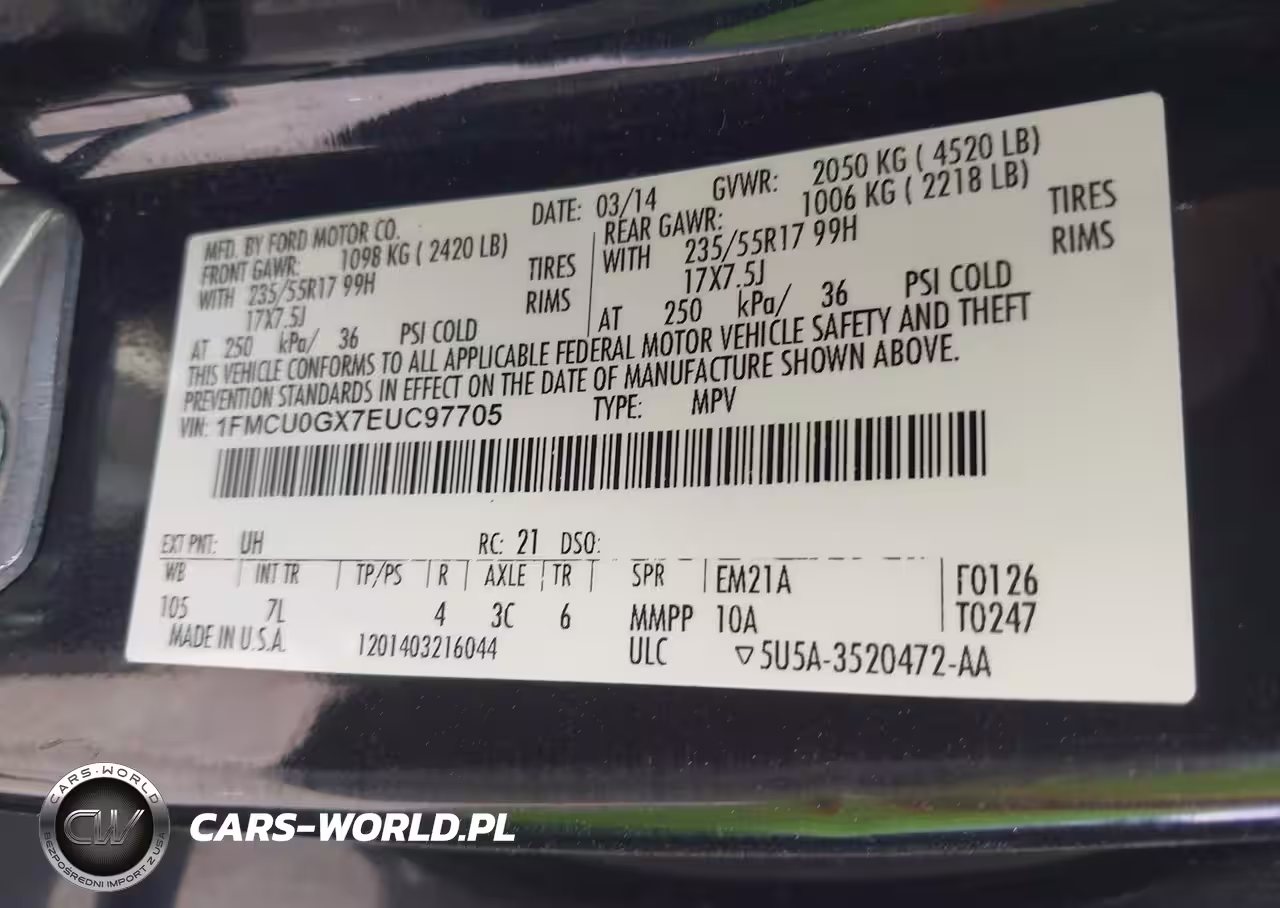 MFD. BY FORD MOTOR CO. DATE: 03/14 GVWR: 2050 KG ( 4520 LB)
FRONT GAWR: 1098 KG ( 2420 LB) REAR GAWR: 1006 KG ( 2218 LB)
WITH 235/55R17 99H TIRES WITH 235/55R17 99H TIRES
17X7.5J RIMS 17X7.5J RIMS
AT 250 kPa/ 36 PSI COLD AT 250 kPa/ 36 PSI COLD
THIS VEHICLE CONFORMS TO ALL APPLICABLE FEDERAL MOTOR VEHICLE SAFETY AND THEFT
PREVENTION STANDARDS IN EFFECT ON THE DATE OF MANUFACTURE SHOWN ABOVE.
VIN: 1FMCU0GX7EUC97705 TYPE: MPV
EXT PNT: UH RC: 21 DSO:
WB INT TR TP/PS R AXLE TR SPR EM21A F0126
105 7L 4 3C 6 MMPP 10A T0247
MADE IN U.S.A. 1201403216044 ULC ▽5U5A-3520472-AA
CARS-WORLD
CW
BEZPOŚREDNI IMPORT Z USA
CARS-WORLD.PL